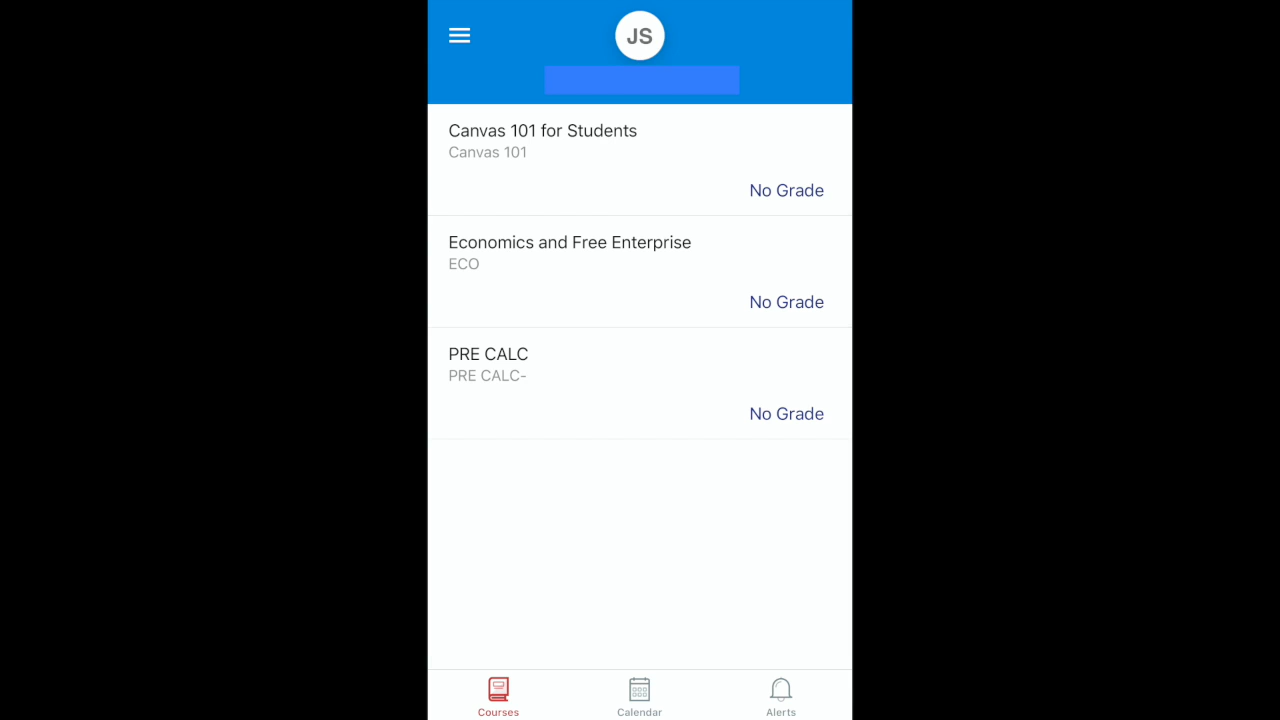 JS
Canvas 101 for Students
Canvas 101
No Grade
Economics and Free Enterprise
ECO
No Grade
PRE CALC
PRE CALC-
No Grade
Courses
Calendar
Alerts